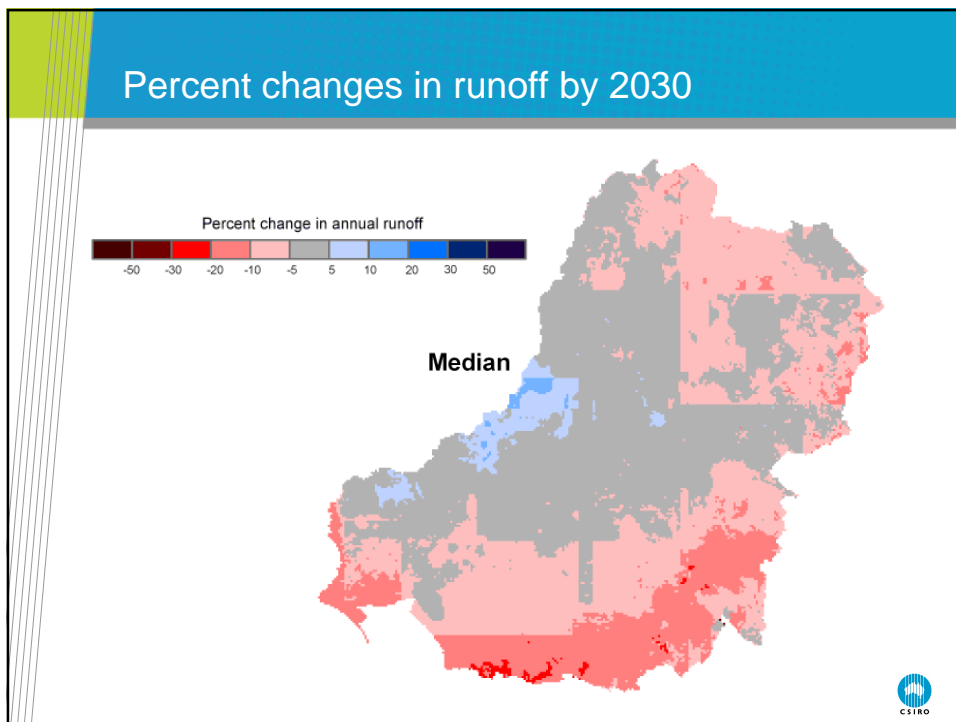 Percent changes in runoff by 2030
Percent change in annual runoff
-50 -30 -20 -10 -5 5 10 20 30 50
Median
CSIRO